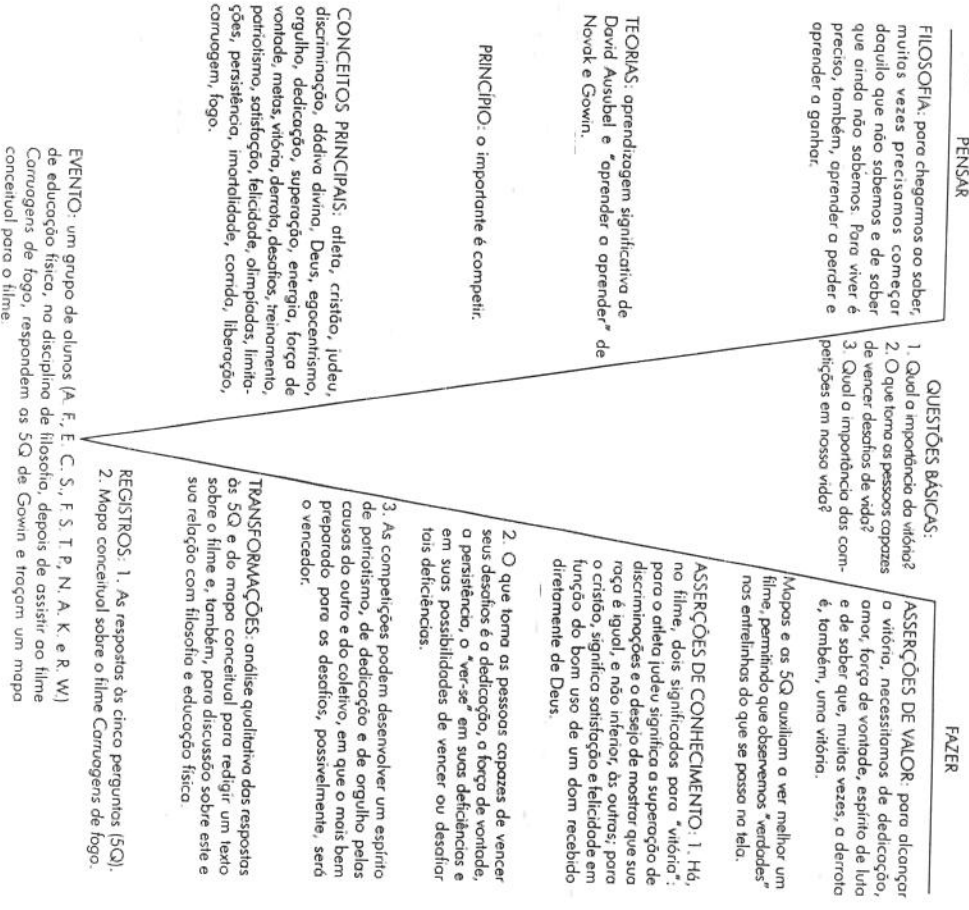 PENSAR
FILOSOFIA: para chegarmos ao saber,
muitas vezes precisamos começar
daquilo que não sabemos e de saber
que ainda não sabemos. Para viver é
preciso, também, aprender a perder e
aprender a ganhar.
TEORIAS: aprendizagem significativa de
David Ausubel e "aprender a aprender" de
Novak e Gowin.
PRINCÍPIO: o importante é competir.
CONCEITOS PRINCIPAIS: atleta, cristão, judeu,
discriminação, dádiva divina, Deus, egocentrismo,
orgulho, dedicação, superação, energia, força de
vontade, metas, vitória, derrota, desafios, treinamento,
patriotismo, satisfação, felicidade, olimpíadas, limita-
ções, persistência, imortalidade, corrida, liberação,
carruagem, fogo.
QUESTÕES BÁSICAS:
1. Qual a importância da vitória?
2. O que torna as pessoas capazes
de vencer desafios de vida?
3. Qual a importância das com-
petições em nossa vida?
FAZER
ASSERÇÕES DE VALOR: para alcançar
a vitória, necessitamos de dedicação,
amor, força de vontade, espírito de luta
e de saber que, muitas vezes, a derrota
é, também, uma vitória.
Mapas e as 5Q auxiliam a ver melhor um
filme, permitindo que observemos "verdades"
nas entrelinhas do que se passa na tela.
ASSERÇÕES DE CONHECIMENTO: 1. Há,
no filme, dois significados para "vitória":
para o atleta judeu significa a superação de
discriminações e o desejo de mostrar que sua
raça é igual, e não inferior, às outras; para
o cristão, significa satisfação e felicidade em
função do bom uso de um dom recebido
diretamente de Deus.
2. O que torna as pessoas capazes de vencer
seus desafios é a dedicação, a força de vontade,
a persistência, o "ver-se" em suas deficiências e
em suas possibilidades de vencer ou desafiar
tais deficiências.
3. As competições podem desenvolver um espírito
de patriotismo, de dedicação e de orgulho pelas
causas do outro e do coletivo, em que o mais bem
preparado para os desafios, possivelmente, será
o vencedor.
TRANSFORMAÇÕES: análise qualitativa das respostas
às 5Q e do mapa conceitual para redigir um texto
sobre o filme e, também, para discussão sobre este e
sua relação com filosofia e educação física.
REGISTROS: 1. As respostas às cinco perguntas (5Q).
2. Mapa conceitual sobre o filme Carruagens de fogo.
EVENTO: um grupo de alunos (A. F., E. C. S., F. S. T. P., N. A. K. e R. W.)
de educação física, na disciplina de filosofia, depois de assistir ao filme
Carruagens de fogo, respondem as 5Q de Gowin e traçam um mapa
conceitual para o filme.